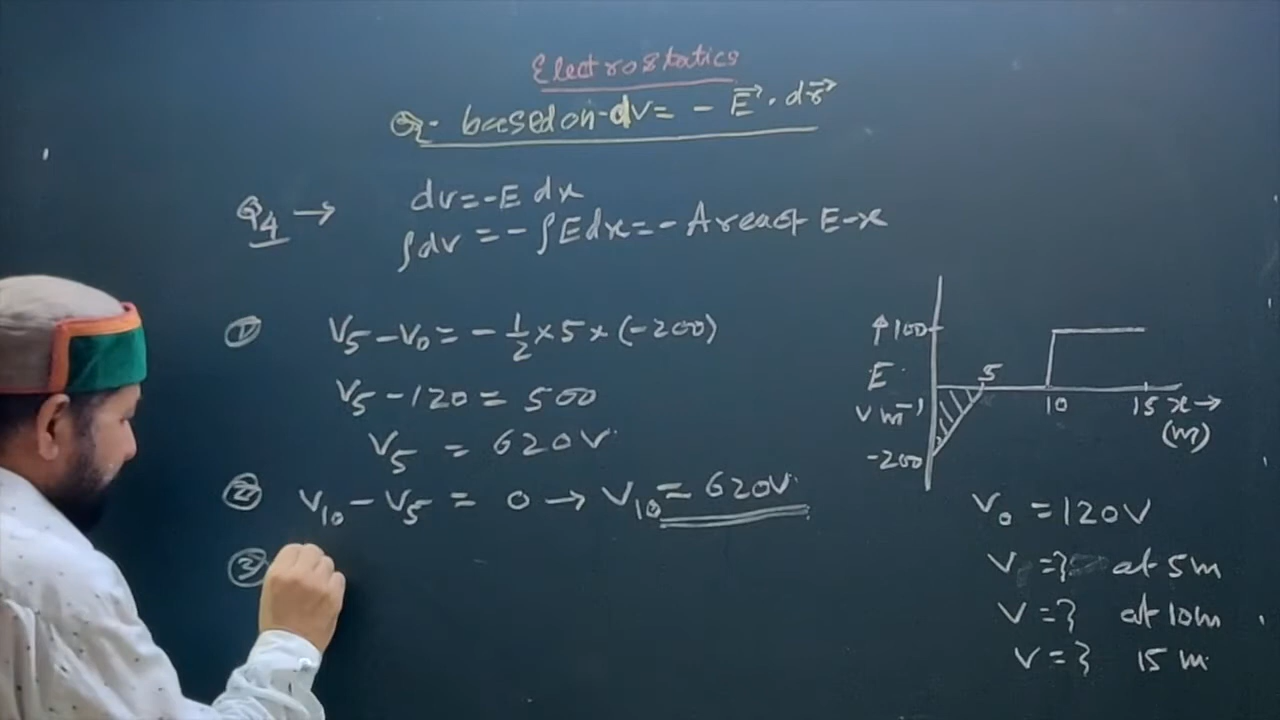 Electrostatics
Q- based on - dV = - E⃗ . dr⃗
Q4 → dv = -E dx
∫dv = - ∫Edx = - Area of E-x
① V5 - V0 = - 1/2 × 5 × (-200)
V5 - 120 = 500
V5 = 620V
② V10 - V5 = 0 → V10 = 620V
③
↑ 100
E
V m⁻¹
-200
5
10
15 x →
(m)
V0 = 120V
V = ? at 5m
V = ? at 10m
V = ? 15 m